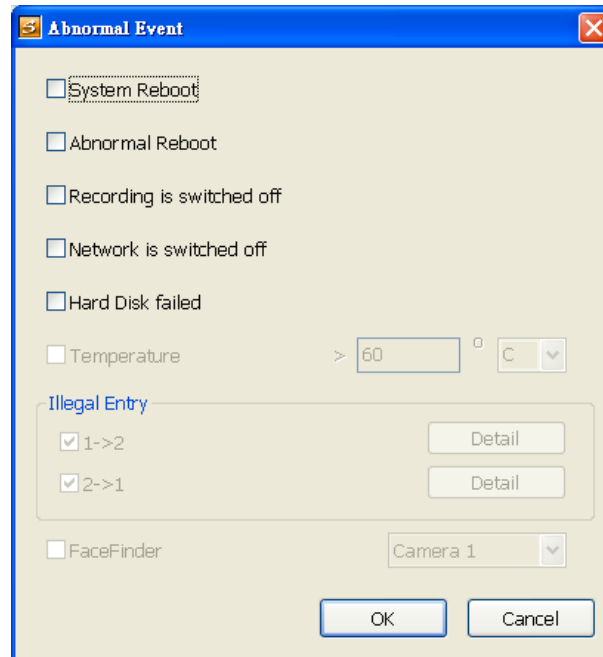 Abnormal Event
System Reboot
Abnormal Reboot
Recording is switched off
Network is switched off
Hard Disk failed
Temperature > 60 o C
Illegal Entry
1->2 Detail
2->1 Detail
FaceFinder Camera 1
OK Cancel